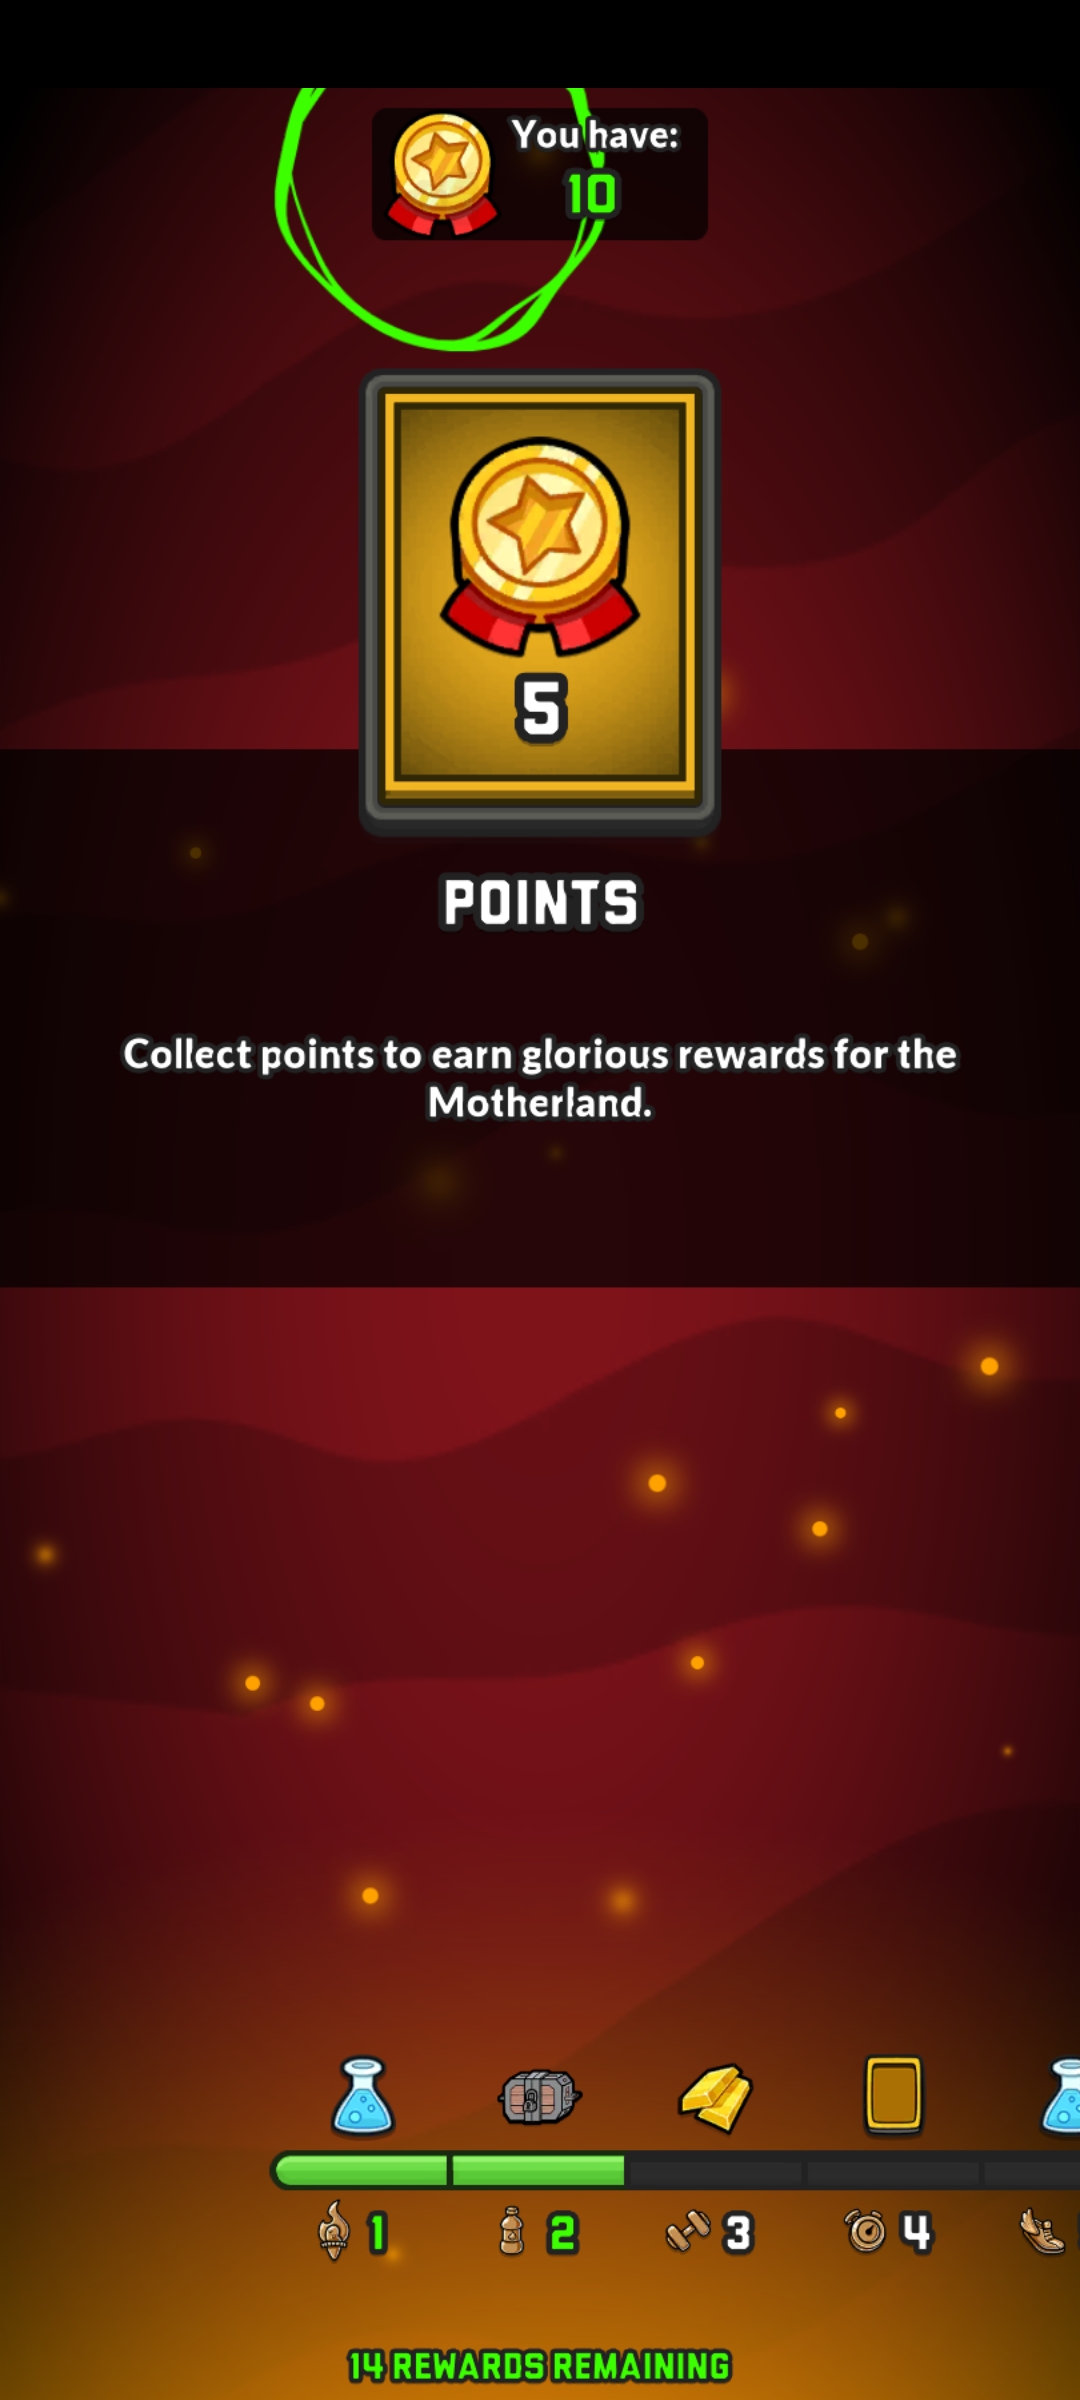 You have:
10
5
POINTS
Collect points to earn glorious rewards for the
Motherland.
1 2 3 4
14 REWARDS REMAINING